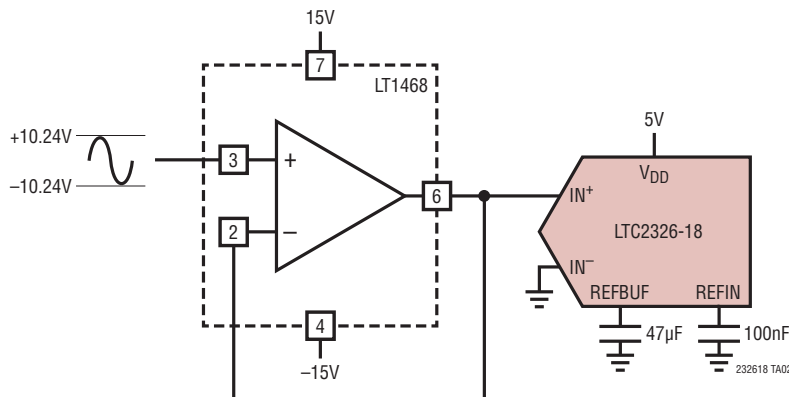 15V
7
LT1468
+10.24V
–10.24V
3
+
2
–
6
4
–15V
5V
VDD
IN+
LTC2326-18
IN–
REFBUF
REFIN
47µF
100nF
232618 TA02